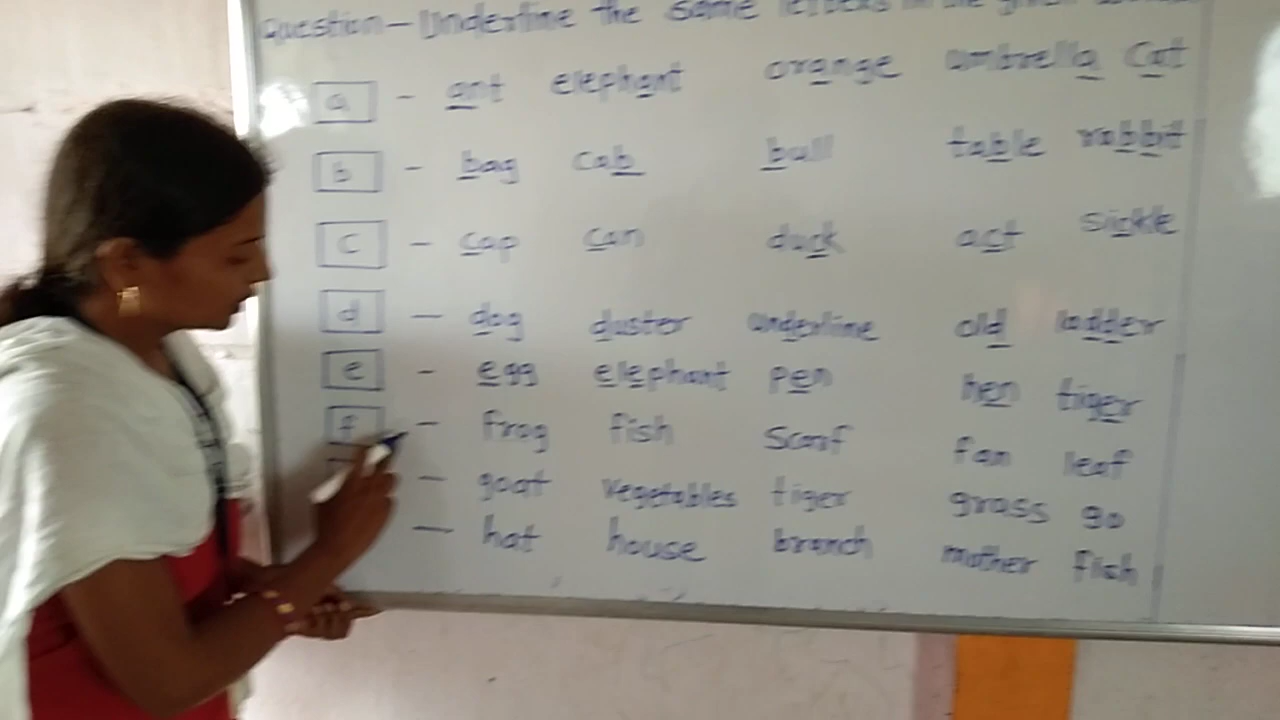 Question - Underline the same letters in the given
a - ant elephant orange umbrella Cat
b - bag cab bull table rabbit
c - cap can duck act sickle
d - dog duster underline old ladder
e - egg elephant pen hen tiger
f - frog fish Scarf fan leaf
- goat vegetables tiger grass go
- hat house branch mother fish